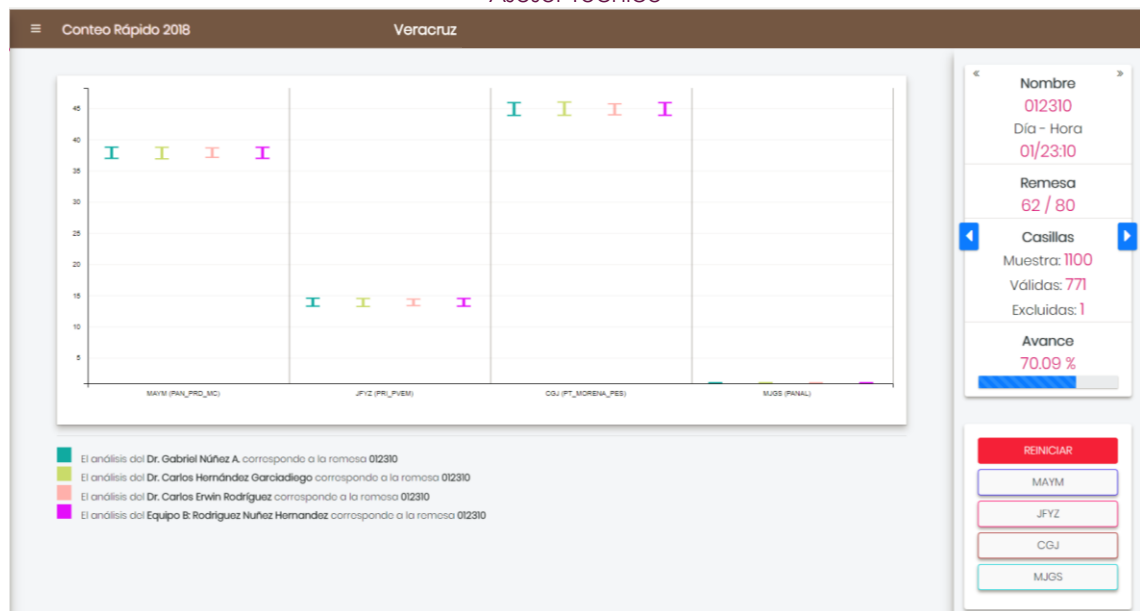 Asesor Técnico
Conteo Rápido 2018
Veracruz
45
40
35
30
25
20
15
10
5
MAYM (PAN_PRD_MC)
JFYZ (PRI_PVEM)
CGJ (PT_MORENA_PES)
MJGS (PANAL)
El análisis del Dr. Gabriel Núñez A. corresponde a la remesa 012310
El análisis del Dr. Carlos Hernández Garciadiego corresponde a la remesa 012310
El análisis del Dr. Carlos Erwin Rodríguez corresponde a la remesa 012310
El análisis del Equipo B: Rodriguez Nuñez Hernandez corresponde a la remesa 012310
« »
Nombre
012310
Día - Hora
01/23:10
Remesa
62 / 80
Casillas
Muestra: 1100
Válidas: 771
Excluidas: 1
Avance
70.09 %
REINICIAR
MAYM
JFYZ
CGJ
MJGS